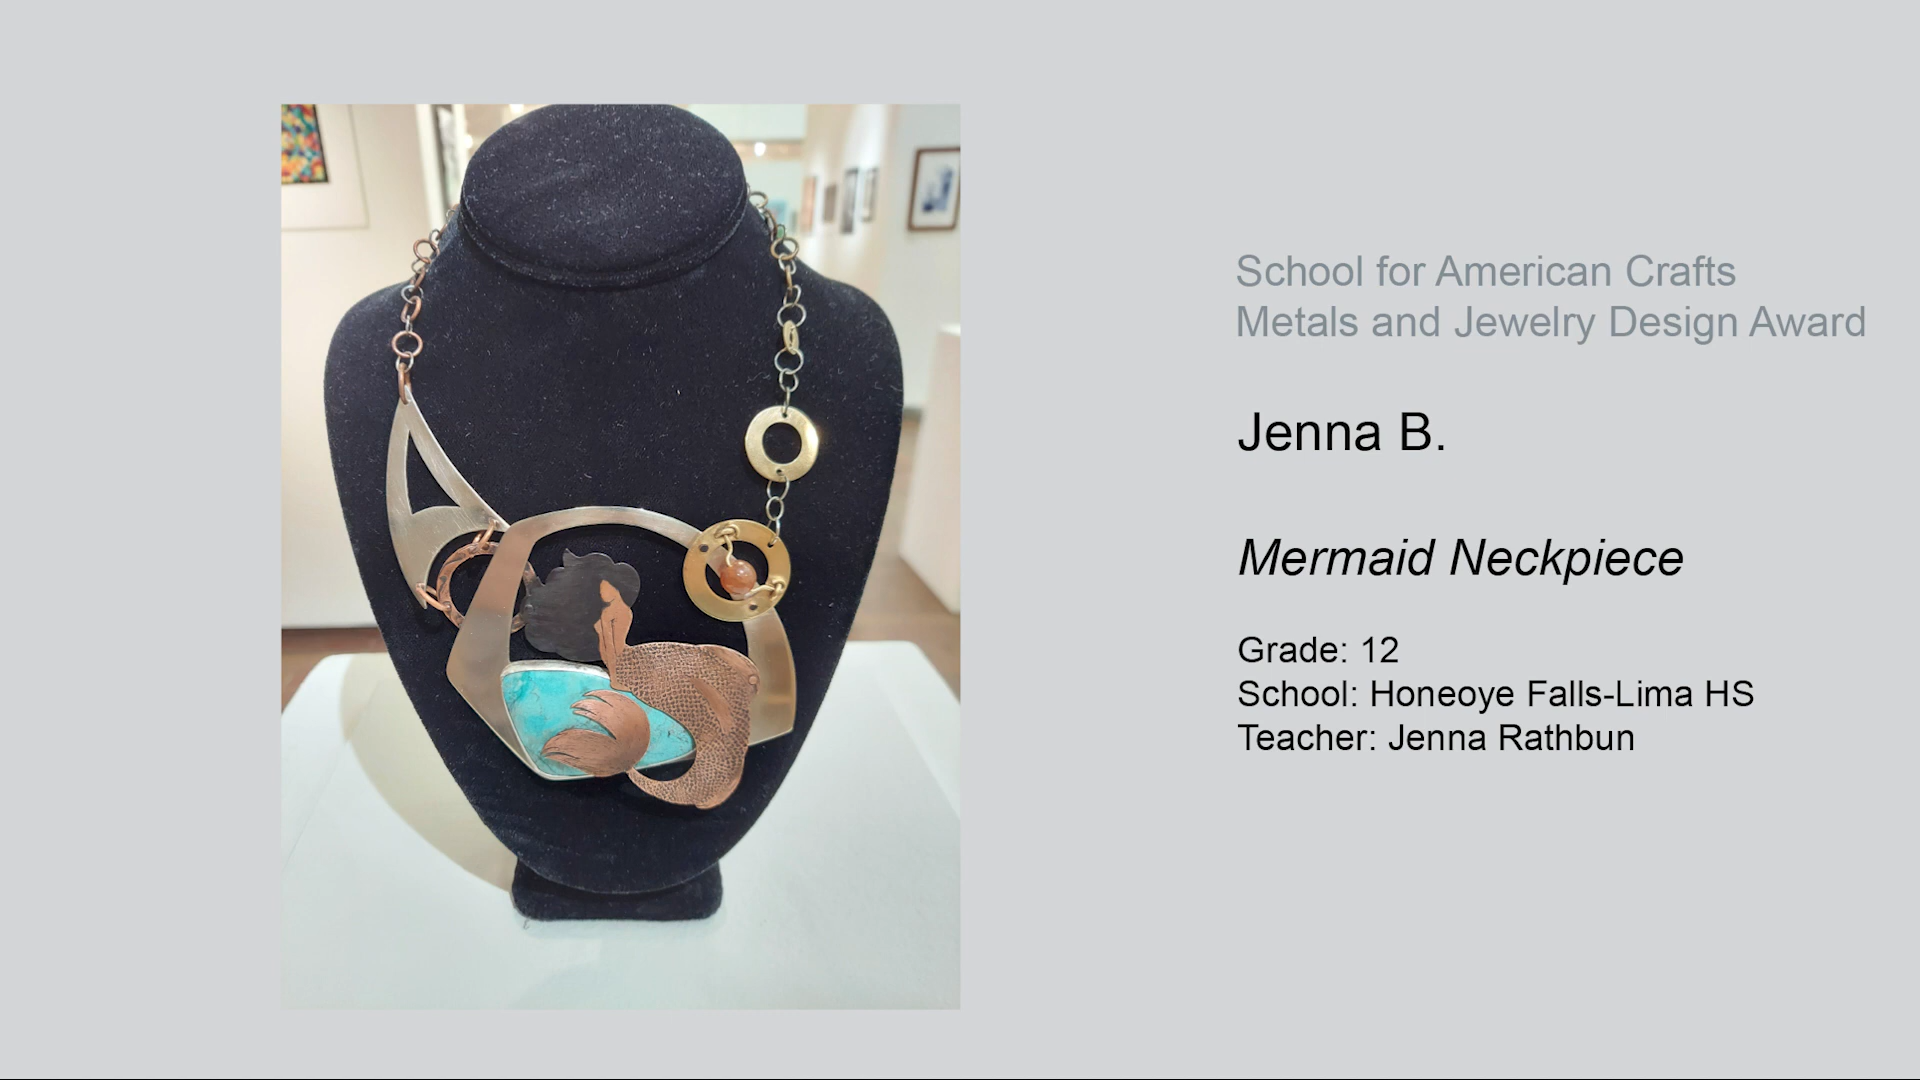 School for American Crafts
Metals and Jewelry Design Award
Jenna B.
Mermaid Neckpiece
Grade: 12
School: Honeoye Falls-Lima HS
Teacher: Jenna Rathbun